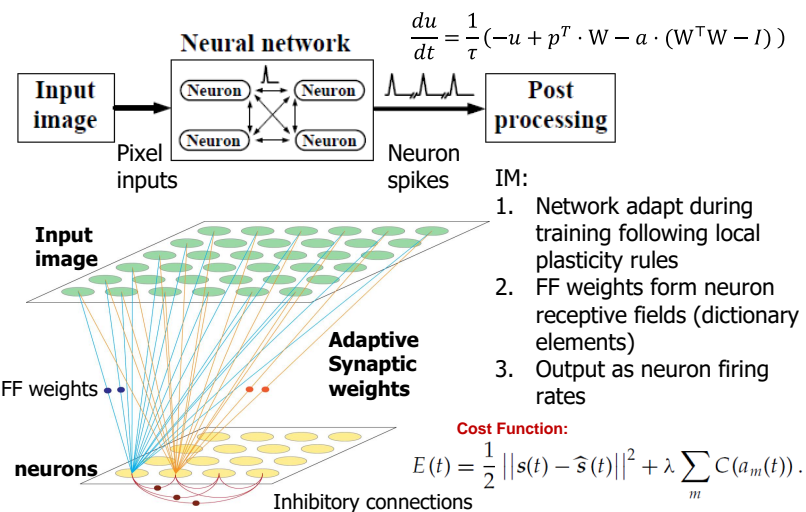 du/dt = 1/τ (−u + p^T · W − a · (W^⊤W − I) )
Neural network
Input
image
Neuron
Neuron
Neuron
Neuron
Post
processing
Pixel
inputs
Neuron
spikes
Input
image
Adaptive
Synaptic
weights
FF weights
neurons
Inhibitory connections
IM:
1. Network adapt during
training following local
plasticity rules
2. FF weights form neuron
receptive fields (dictionary
elements)
3. Output as neuron firing
rates
Cost Function:
E(t) = 1/2 ||s(t) − ŝ(t)||² + λ ∑_m C(a_m(t)).